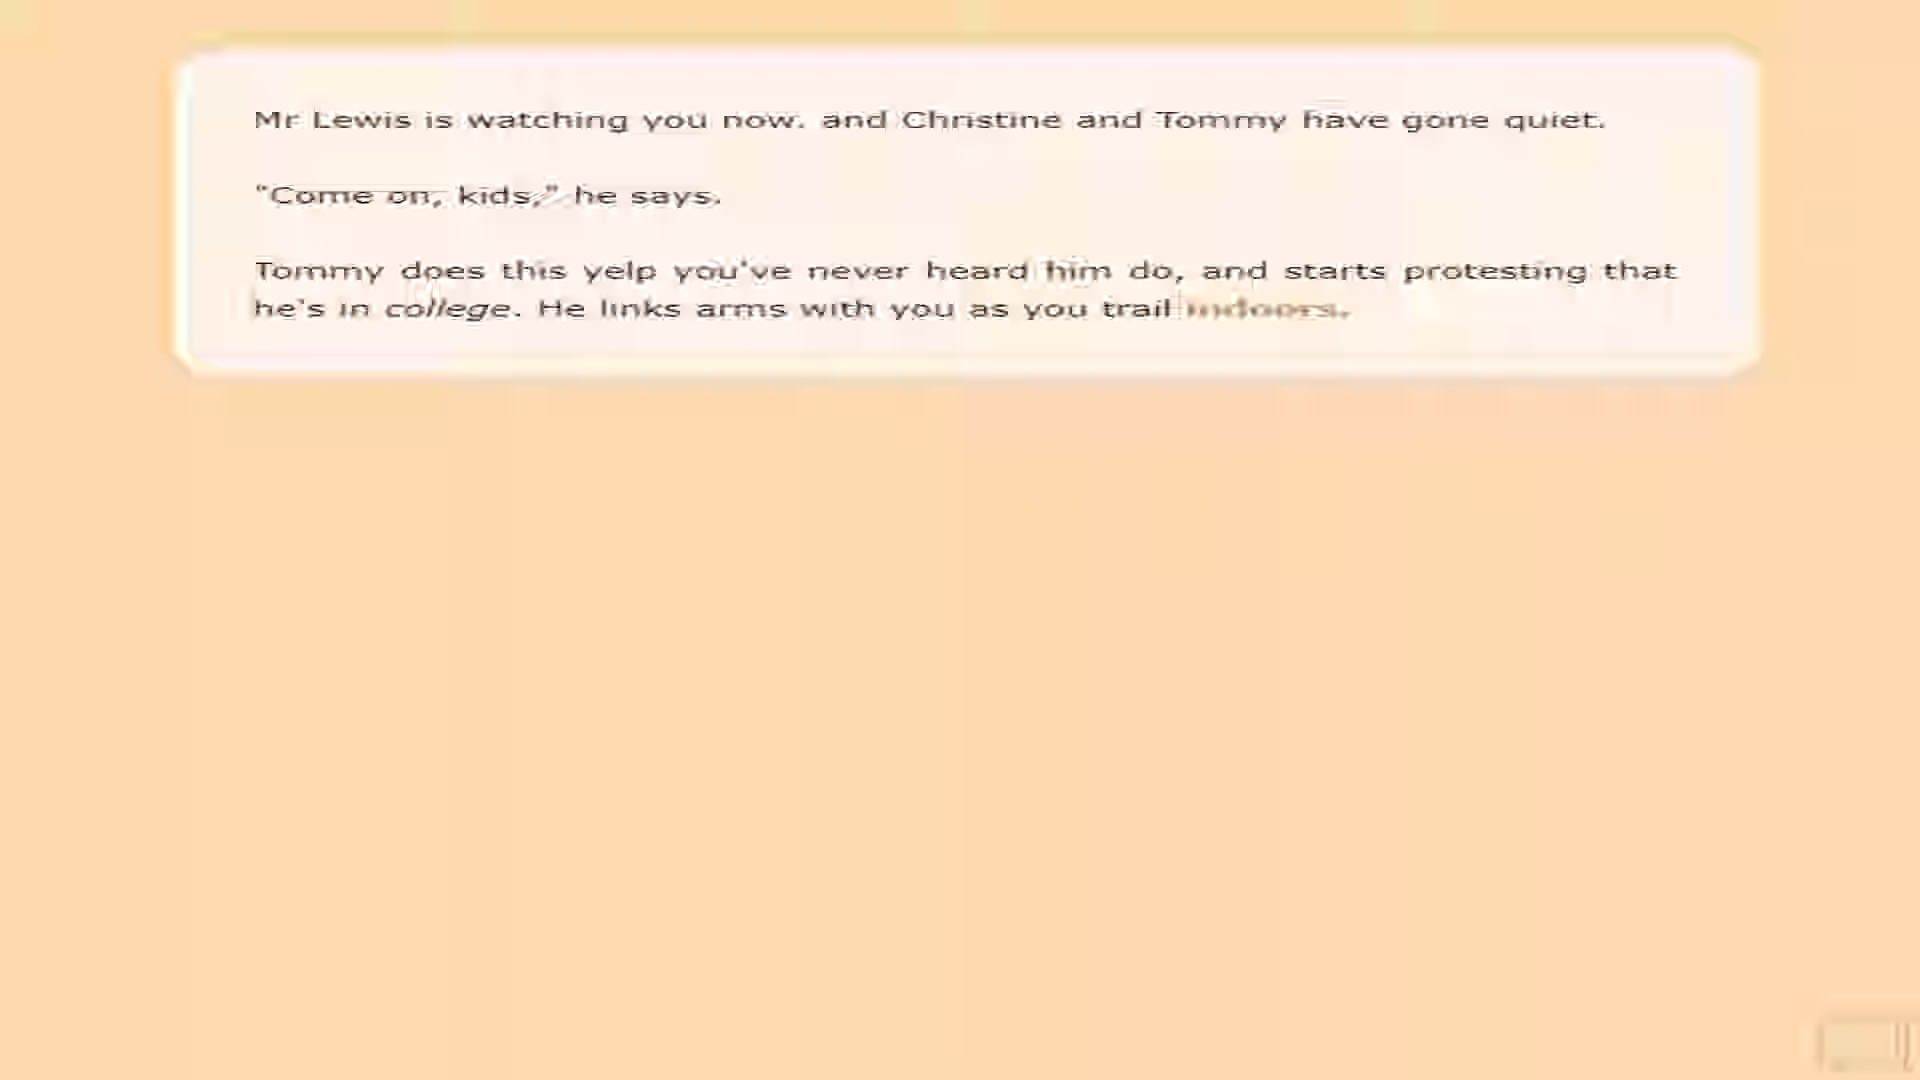 Mr Lewis is watching you now. and Christine and Tommy have gone quiet.
"Come on, kids," he says.
Tommy does this yelp you've never heard him do, and starts protesting that
he's in college. He links arms with you as you trail indoors.